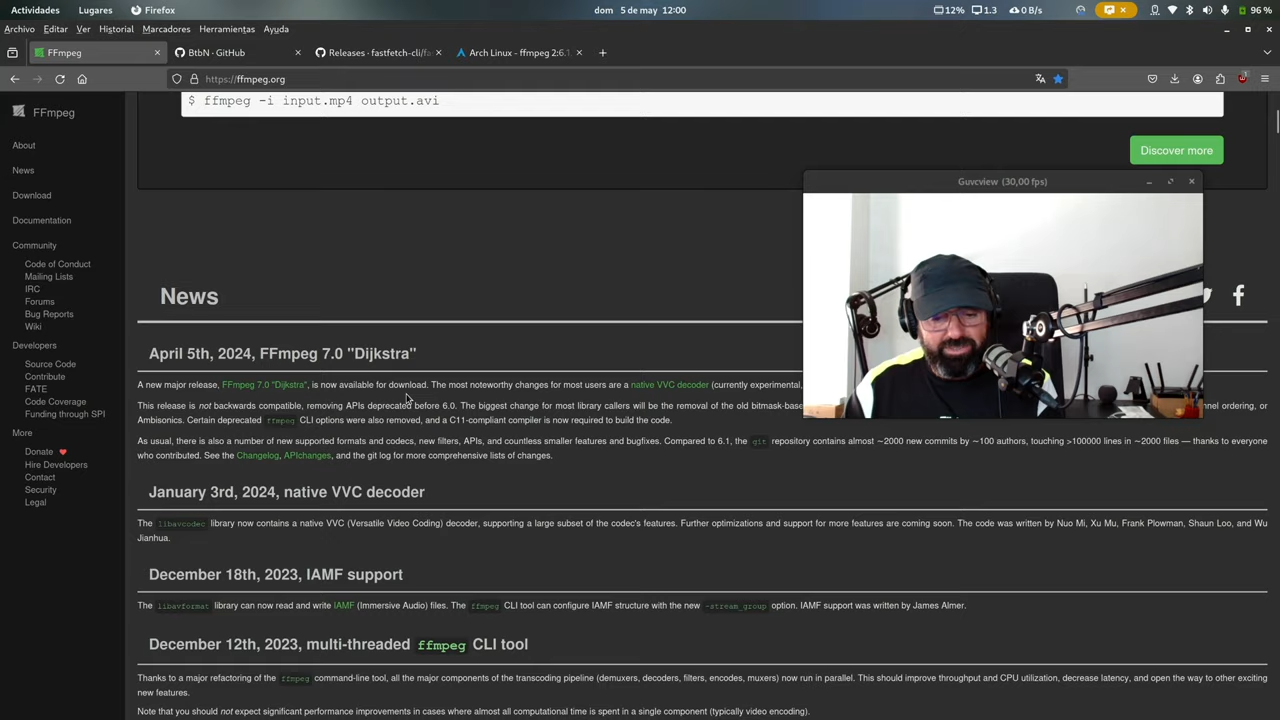 Actividades Lugares Firefox dom 5 de may 12:00 12% 1.3 0 B/s 96 %
Archivo Editar Ver Historial Marcadores Herramientas Ayuda
FFmpeg BtbN · GitHub Releases · fastfetch-cli/fa Arch Linux - ffmpeg 2:6.1
https://ffmpeg.org
FFmpeg
About
News
Download
Documentation
Community
Code of Conduct
Mailing Lists
IRC
Forums
Bug Reports
Wiki
Developers
Source Code
Contribute
FATE
Code Coverage
Funding through SPI
More
Donate
Hire Developers
Contact
Security
Legal
$ ffmpeg -i input.mp4 output.avi
Discover more
Guvcview (30,00 fps)
News
April 5th, 2024, FFmpeg 7.0 "Dijkstra"
A new major release, FFmpeg 7.0 "Dijkstra", is now available for download. The most noteworthy changes for most users are a native VVC decoder (currently experimental,
This release is not backwards compatible, removing APIs deprecated before 6.0. The biggest change for most library callers will be the removal of the old bitmask-base nnel ordering, or
Ambisonics. Certain deprecated ffmpeg CLI options were also removed, and a C11-compliant compiler is now required to build the code.
As usual, there is also a number of new supported formats and codecs, new filters, APIs, and countless smaller features and bugfixes. Compared to 6.1, the git repository contains almost ~2000 new commits by ~100 authors, touching >100000 lines in ~2000 files — thanks to everyone
who contributed. See the Changelog, APIchanges, and the git log for more comprehensive lists of changes.
January 3rd, 2024, native VVC decoder
The libavcodec library now contains a native VVC (Versatile Video Coding) decoder, supporting a large subset of the codec's features. Further optimizations and support for more features are coming soon. The code was written by Nuo Mi, Xu Mu, Frank Plowman, Shaun Loo, and Wu
Jianhua.
December 18th, 2023, IAMF support
The libavformat library can now read and write IAMF (Immersive Audio) files. The ffmpeg CLI tool can configure IAMF structure with the new -stream_group option. IAMF support was written by James Almer.
December 12th, 2023, multi-threaded ffmpeg CLI tool
Thanks to a major refactoring of the ffmpeg command-line tool, all the major components of the transcoding pipeline (demuxers, decoders, filters, encodes, muxers) now run in parallel. This should improve throughput and CPU utilization, decrease latency, and open the way to other exciting
new features.
Note that you should not expect significant performance improvements in cases where almost all computational time is spent in a single component (typically video encoding).